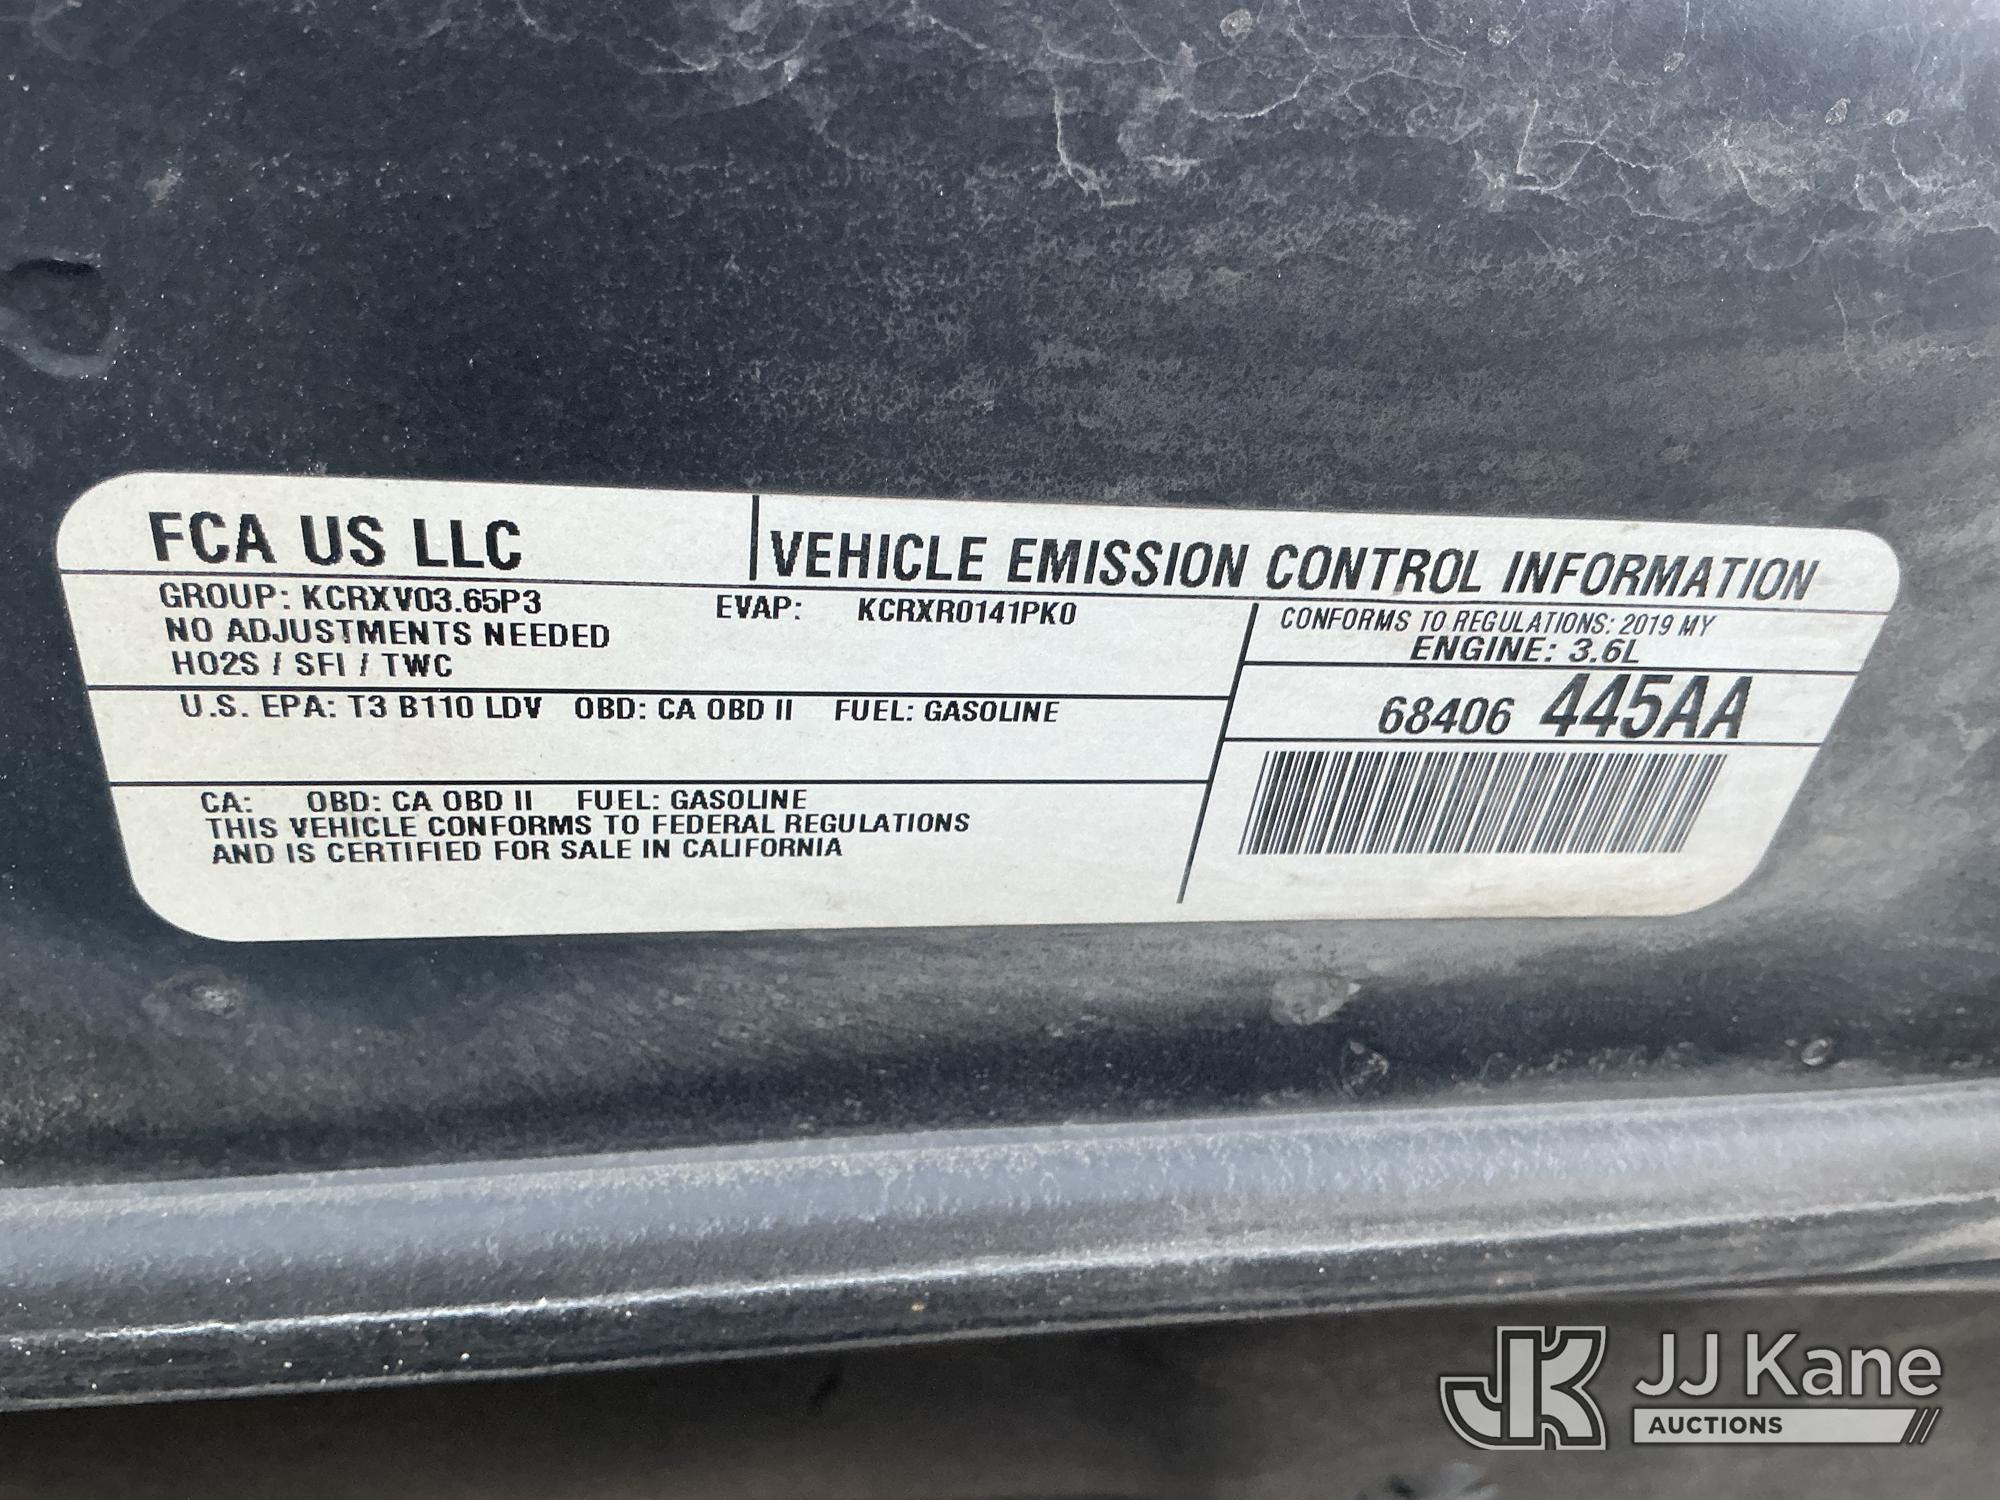 FCA US LLC
VEHICLE EMISSION CONTROL INFORMATION
GROUP: KCRXV03.65P3
EVAP: KCRXR0141PK0
NO ADJUSTMENTS NEEDED
HO2S / SFI / TWC
CONFORMS TO REGULATIONS: 2019 MY
ENGINE: 3.6L
U.S. EPA: T3 B110 LDV OBD: CA OBD II FUEL: GASOLINE
68406 445AA
CA: OBD: CA OBD II FUEL: GASOLINE
THIS VEHICLE CONFORMS TO FEDERAL REGULATIONS
AND IS CERTIFIED FOR SALE IN CALIFORNIA
JK JJ Kane
AUCTIONS